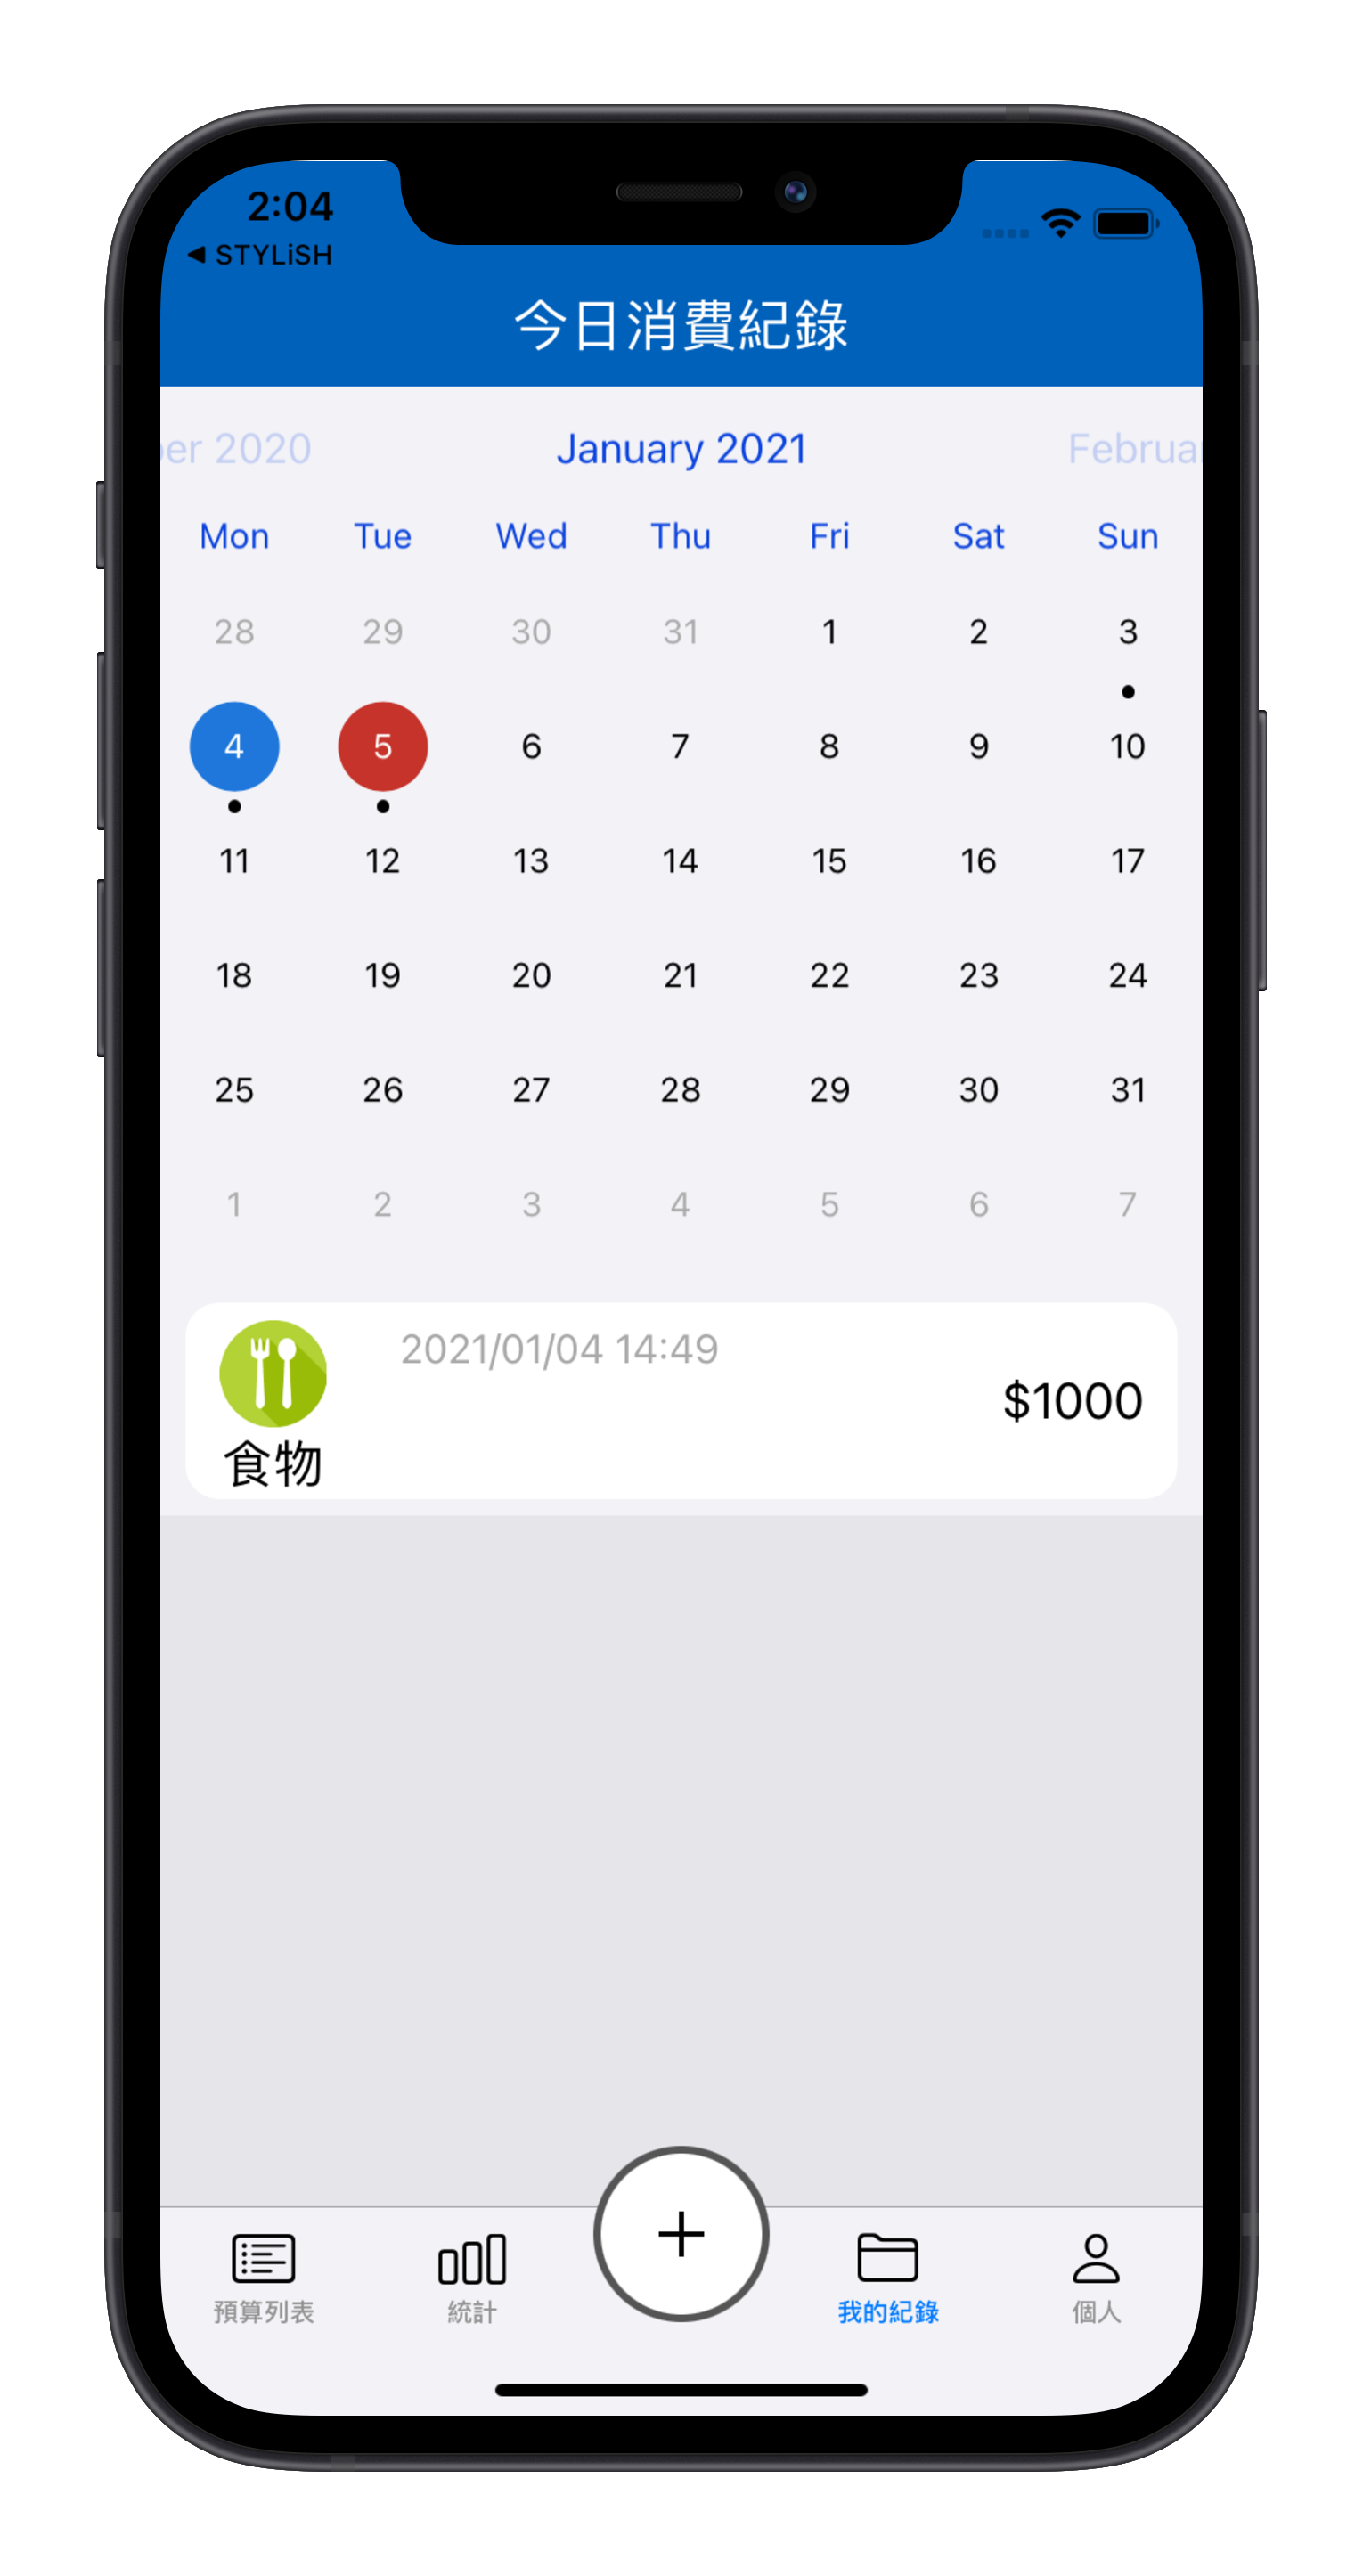 2:04
◀ STYLiSH
今日消費紀錄
ber 2020 January 2021 Februar
Mon Tue Wed Thu Fri Sat Sun
28 29 30 31 1 2 3
4 5 6 7 8 9 10
11 12 13 14 15 16 17
18 19 20 21 22 23 24
25 26 27 28 29 30 31
1 2 3 4 5 6 7
2021/01/04 14:49
$1000
食物
+
預算列表 統計 我的紀錄 個人